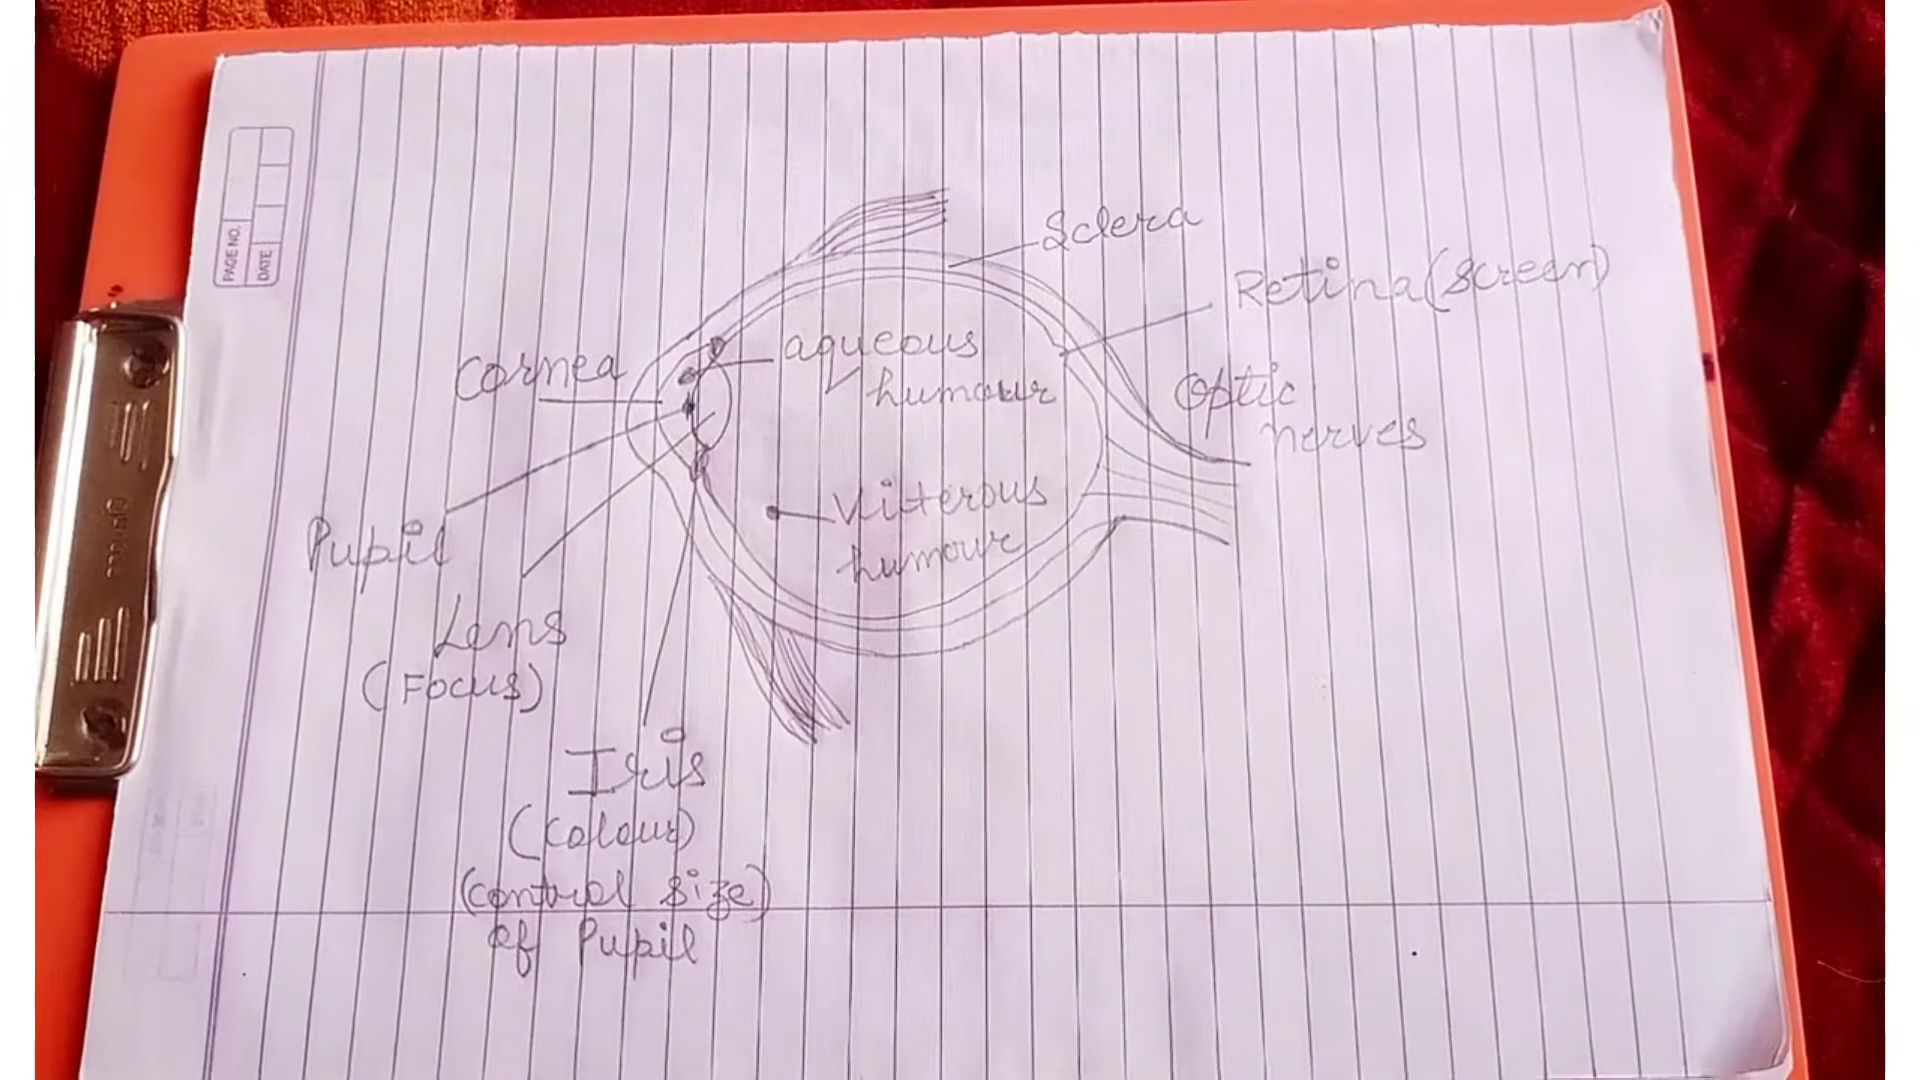 PAGE NO.
DATE
Sclera
Retina (Screen)
Cornea
aqueous
humour
Optic
nerves
Pupil
Viterous
humour
Lens
(Focus)
Iris
(Colour)
(control size)
of Pupil